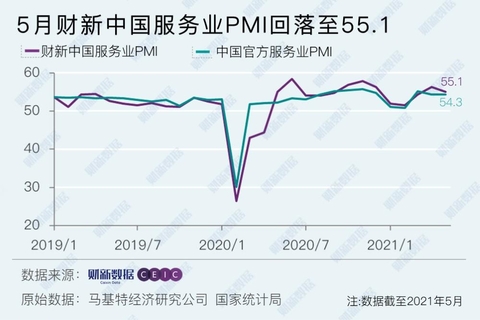 5月财新中国服务业PMI回落至55.1
财新中国服务业PMI 中国官方服务业PMI
60
55.1
54.3
50
40
30
20
2019/1 2019/7 2020/1 2020/7 2021/1
数据来源： 财新数据 CEIC
Caixin Data
原始数据：马基特经济研究公司 国家统计局 注:数据截至2021年5月